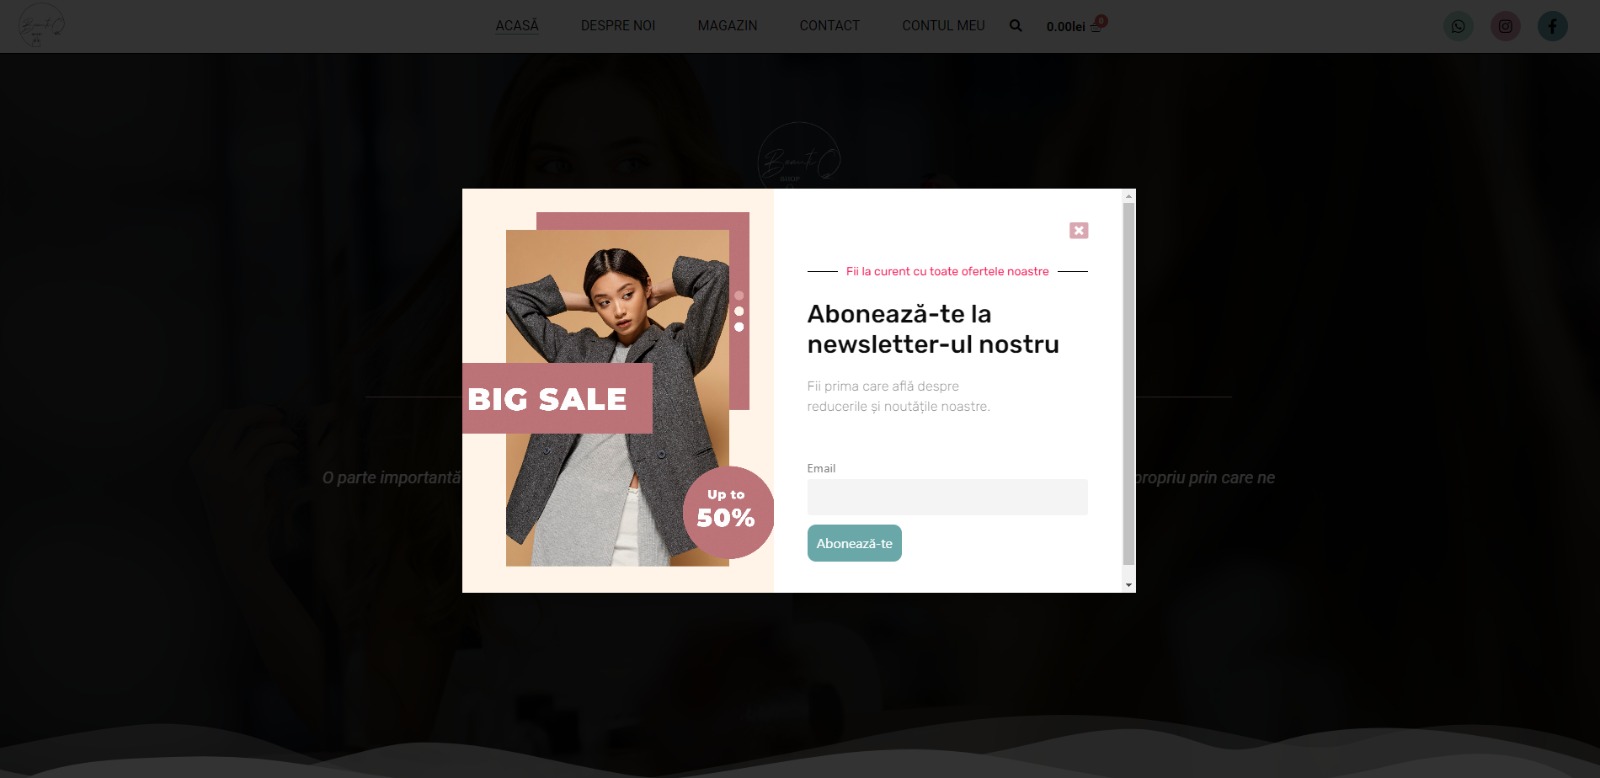 ACASĂ DESPRE NOI MAGAZIN CONTACT CONTUL MEU 0.00lei 0
BIG SALE
Up to
50%
Fii la curent cu toate ofertele noastre
Abonează-te la
newsletter-ul nostru
Fii prima care află despre
reducerile și noutățile noastre.
Email
Abonează-te
O parte importantă
propriu prin care ne